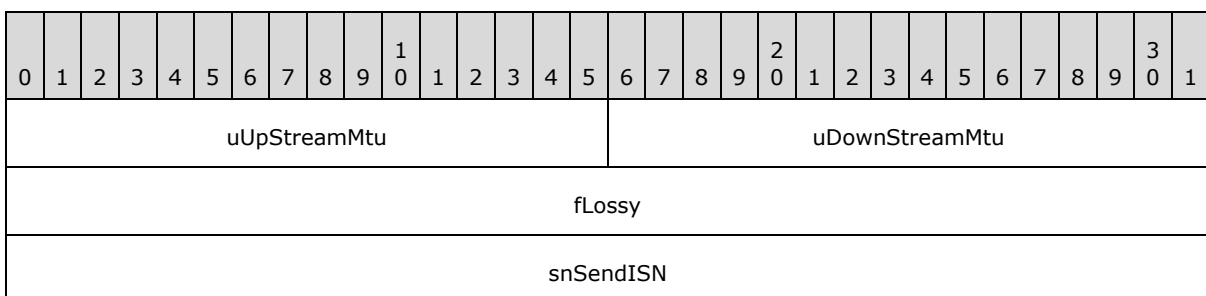 1 2 3
0 1 2 3 4 5 6 7 8 9 0 1 2 3 4 5 6 7 8 9 0 1 2 3 4 5 6 7 8 9 0 1
uUpStreamMtu uDownStreamMtu
fLossy
snSendISN